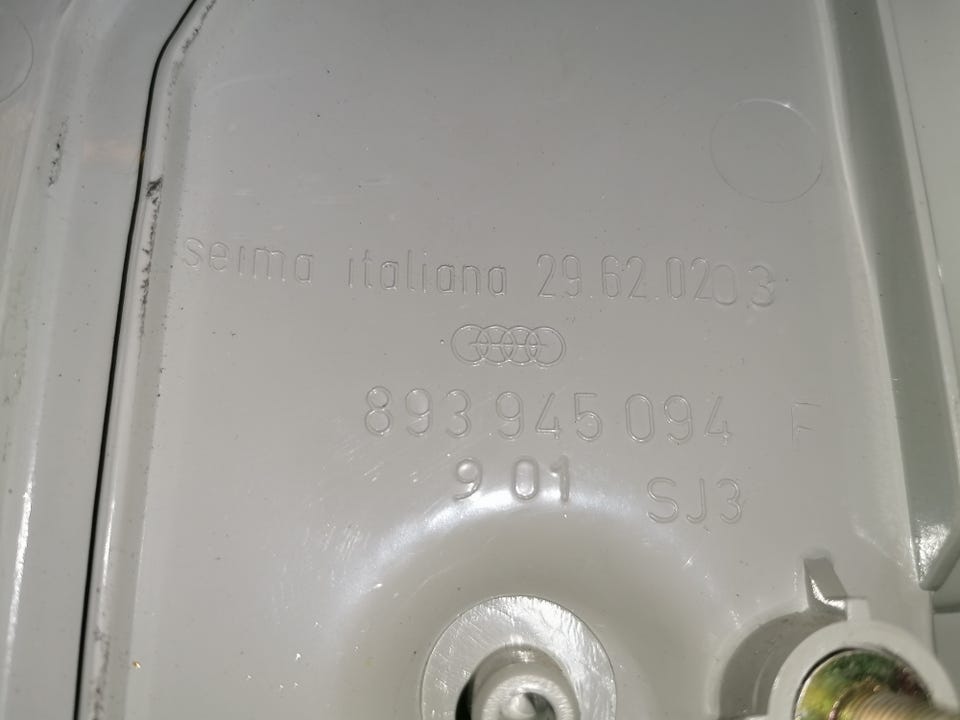 seima italiana 29.62.0203
893 945 094 F
9 01
SJ3